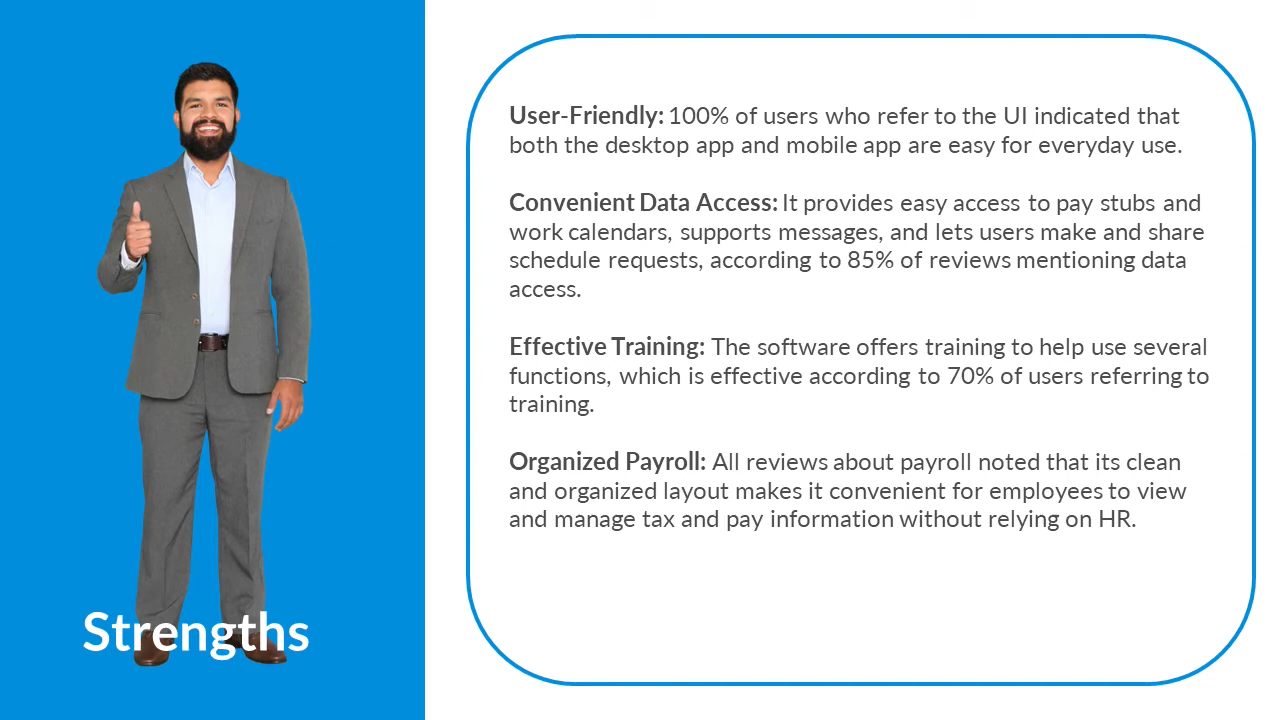 User-Friendly: 100% of users who refer to the UI indicated that
both the desktop app and mobile app are easy for everyday use.
Convenient Data Access: It provides easy access to pay stubs and
work calendars, supports messages, and lets users make and share
schedule requests, according to 85% of reviews mentioning data
access.
Effective Training: The software offers training to help use several
functions, which is effective according to 70% of users referring to
training.
Organized Payroll: All reviews about payroll noted that its clean
and organized layout makes it convenient for employees to view
and manage tax and pay information without relying on HR.
Strengths